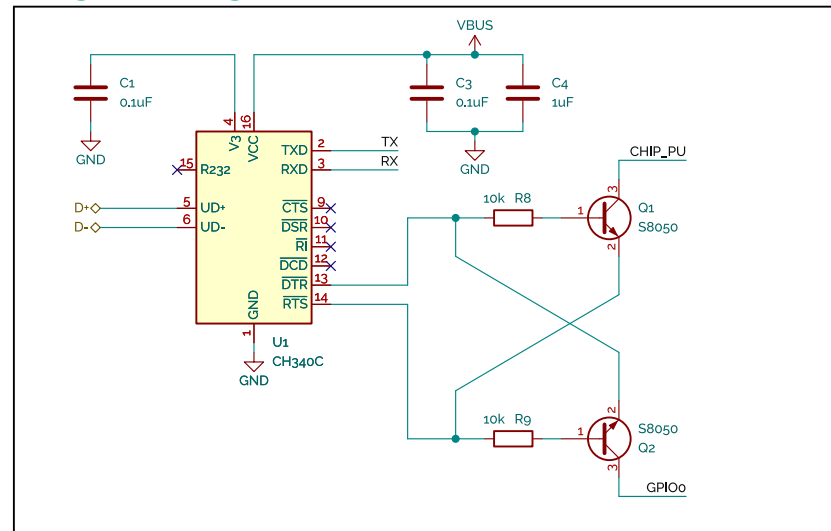 VBUS
C1
0.1uF
GND
C3
0.1uF
C4
1uF
GND
4
V3
16
VCC
15
R232
TXD
2
TX
RXD
3
RX
D+
5
UD+
D-
6
UD-
CTS
9
DSR
10
RI
11
DCD
12
DTR
13
RTS
14
GND
1
U1
CH340C
GND
CHIP_PU
3
10k R8
1
Q1
S8050
2
10k R9
1
2
S8050
Q2
3
GPIO0